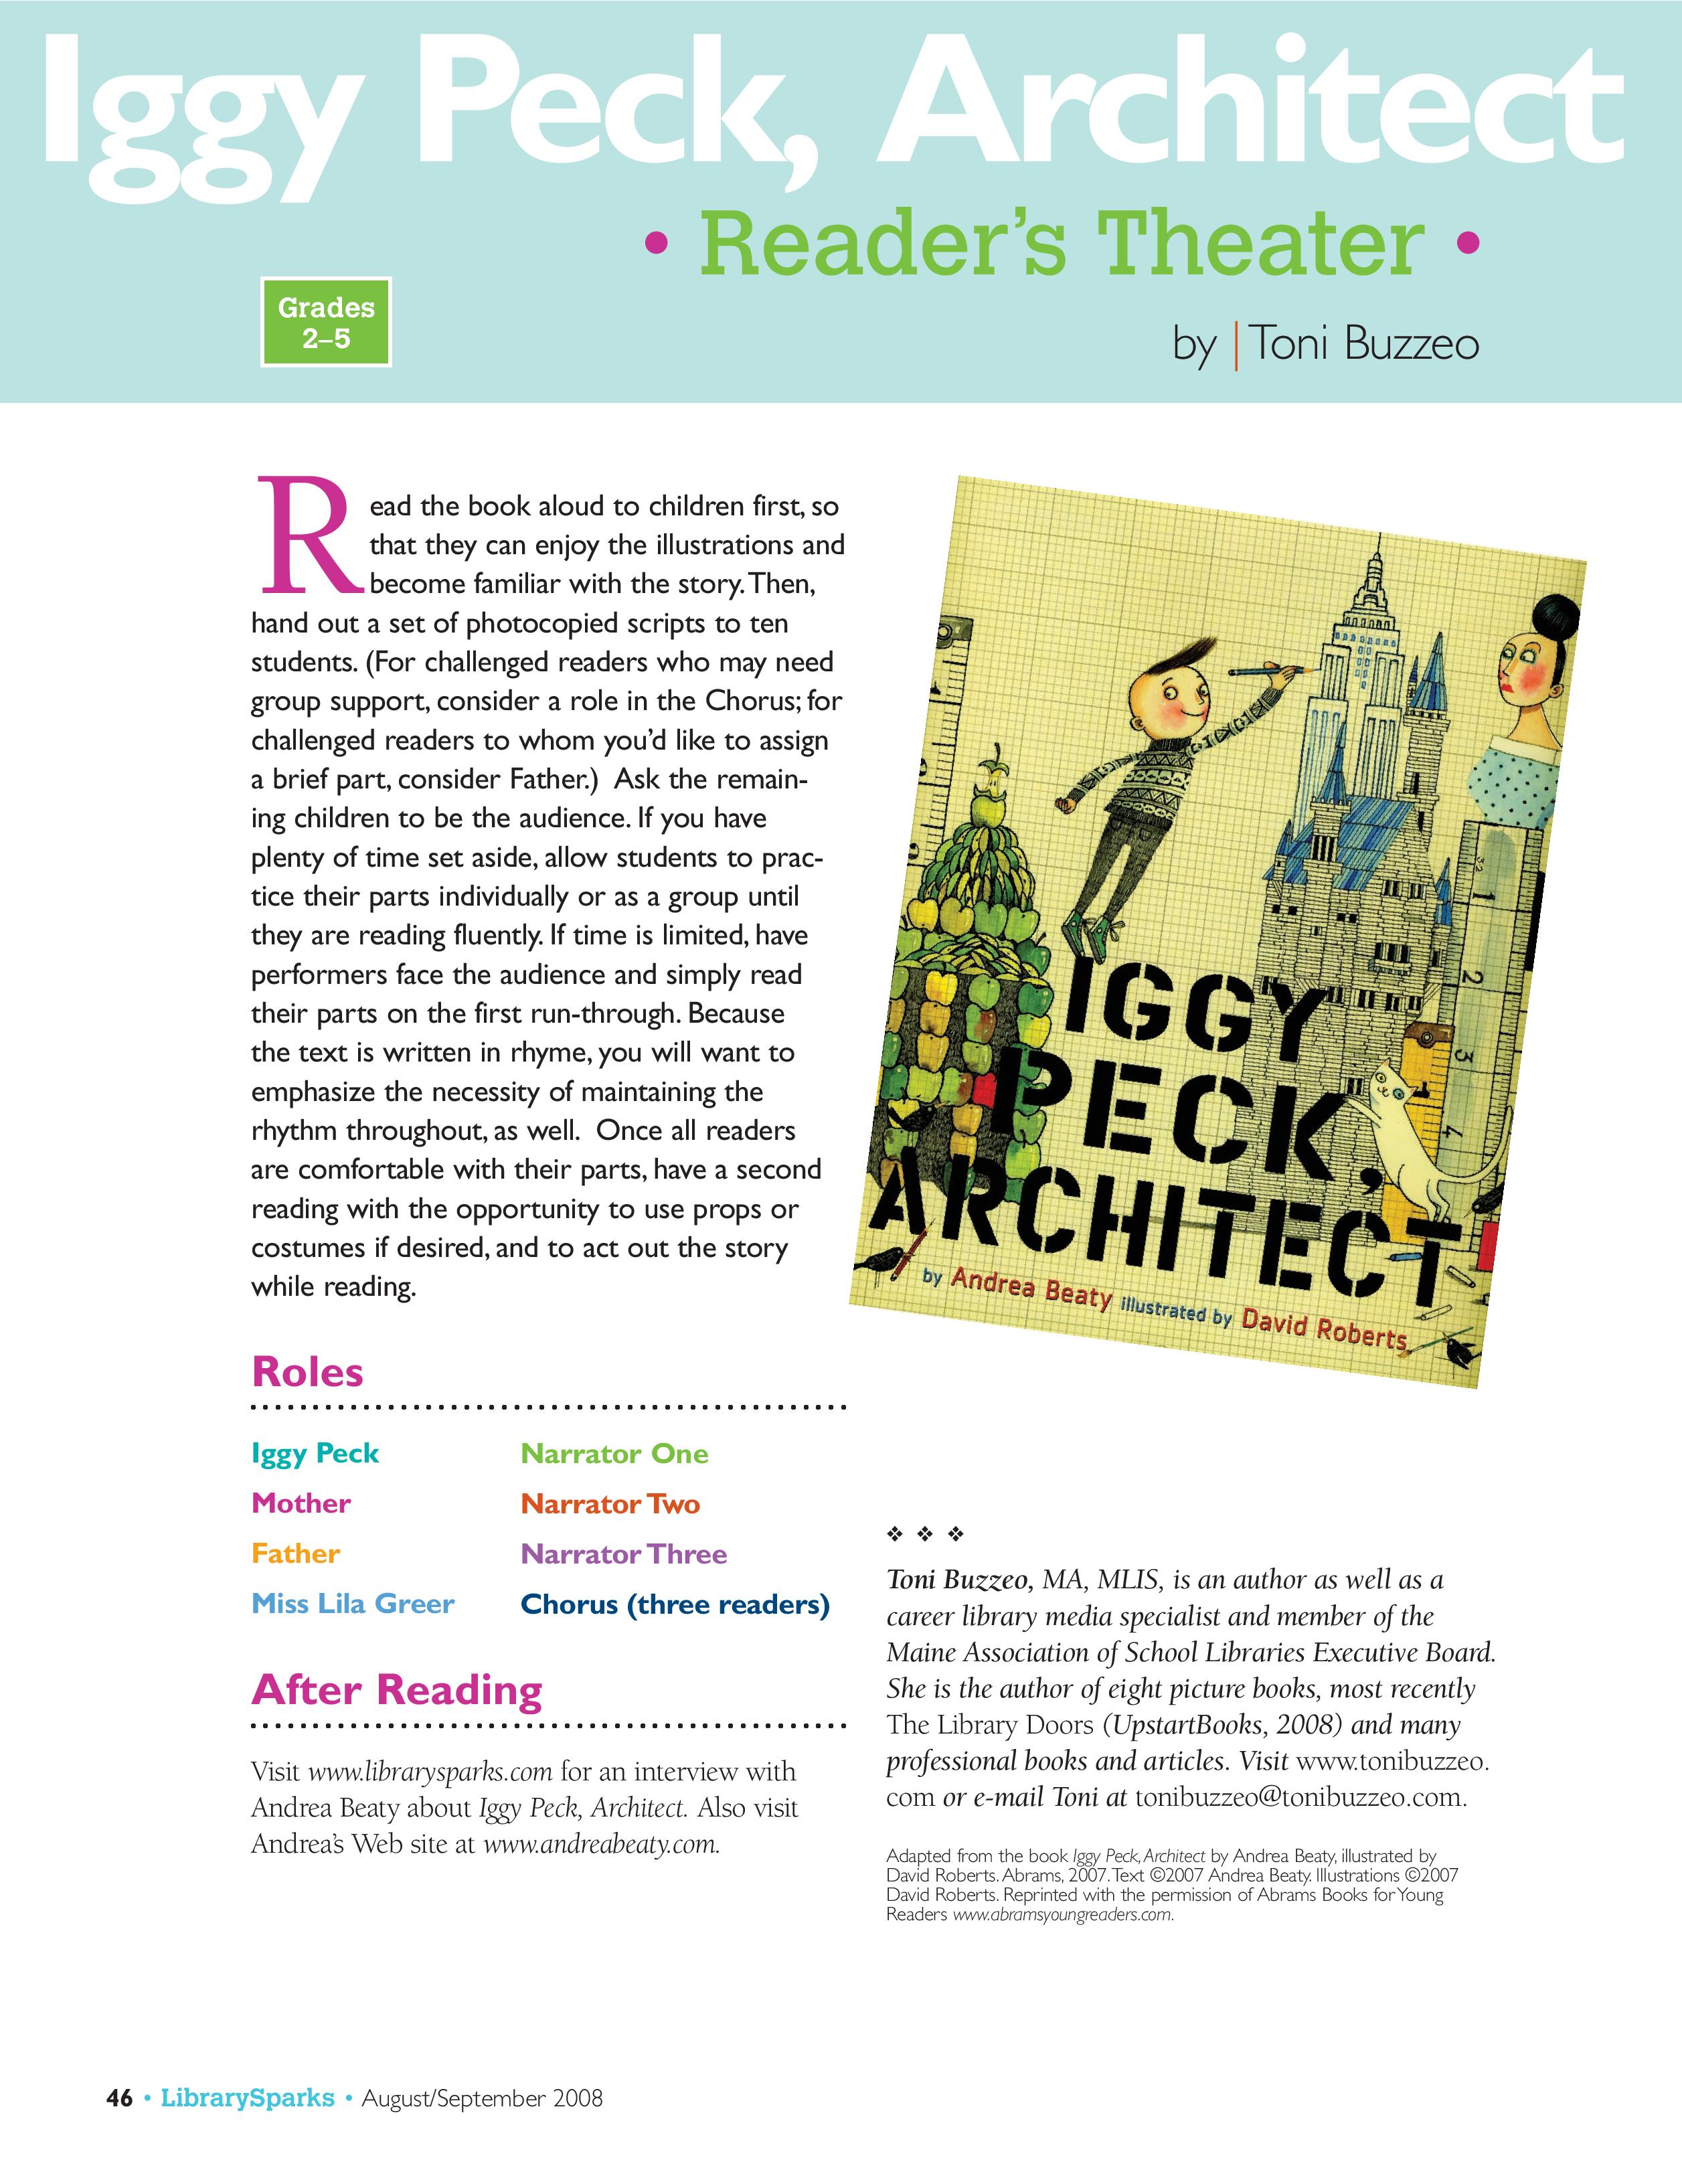 Iggy Peck, Architect
• Reader's Theater •
Grades
2–5
by | Toni Buzzeo
Read the book aloud to children first, so
that they can enjoy the illustrations and
become familiar with the story. Then,
hand out a set of photocopied scripts to ten
students. (For challenged readers who may need
group support, consider a role in the Chorus; for
challenged readers to whom you'd like to assign
a brief part, consider Father.) Ask the remain-
ing children to be the audience. If you have
plenty of time set aside, allow students to prac-
tice their parts individually or as a group until
they are reading fluently. If time is limited, have
performers face the audience and simply read
their parts on the first run-through. Because
the text is written in rhyme, you will want to
emphasize the necessity of maintaining the
rhythm throughout, as well. Once all readers
are comfortable with their parts, have a second
reading with the opportunity to use props or
costumes if desired, and to act out the story
while reading.
Roles
Iggy Peck
Mother
Father
Miss Lila Greer
Narrator One
Narrator Two
Narrator Three
Chorus (three readers)
After Reading
Visit www.librarysparks.com for an interview with
Andrea Beaty about Iggy Peck, Architect. Also visit
Andrea's Web site at www.andreabeaty.com.
IGGY
PECK,
ARCHITECT
by Andrea Beaty illustrated by David Roberts
1
2
3
4
1
❖ ❖ ❖
Toni Buzzeo, MA, MLIS, is an author as well as a
career library media specialist and member of the
Maine Association of School Libraries Executive Board.
She is the author of eight picture books, most recently
The Library Doors (UpstartBooks, 2008) and many
professional books and articles. Visit www.tonibuzzeo.
com or e-mail Toni at tonibuzzeo@tonibuzzeo.com.
Adapted from the book Iggy Peck, Architect by Andrea Beaty, illustrated by
David Roberts. Abrams, 2007. Text ©2007 Andrea Beaty. Illustrations ©2007
David Roberts. Reprinted with the permission of Abrams Books for Young
Readers www.abramsyoungreaders.com.
46 • LibrarySparks • August/September 2008